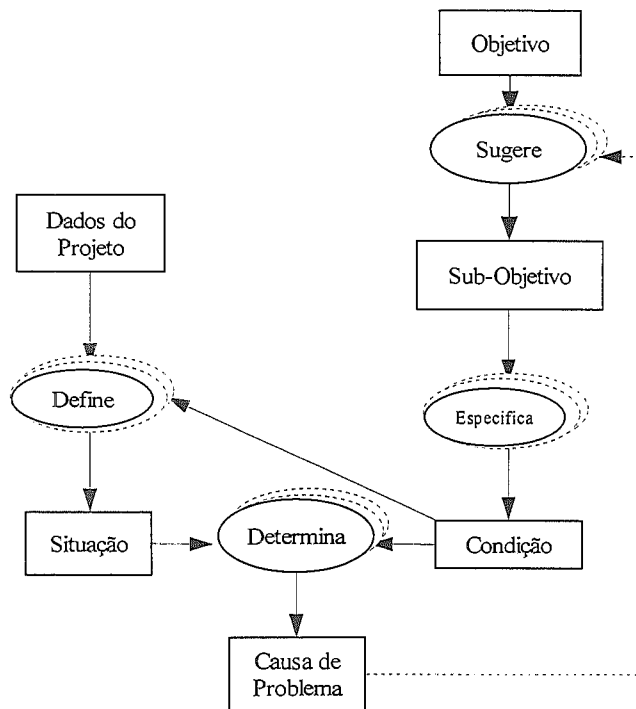 Objetivo
Sugere
Dados do
Projeto
Sub-Objetivo
Define
Especifica
Situação
Determina
Condição
Causa de
Problema